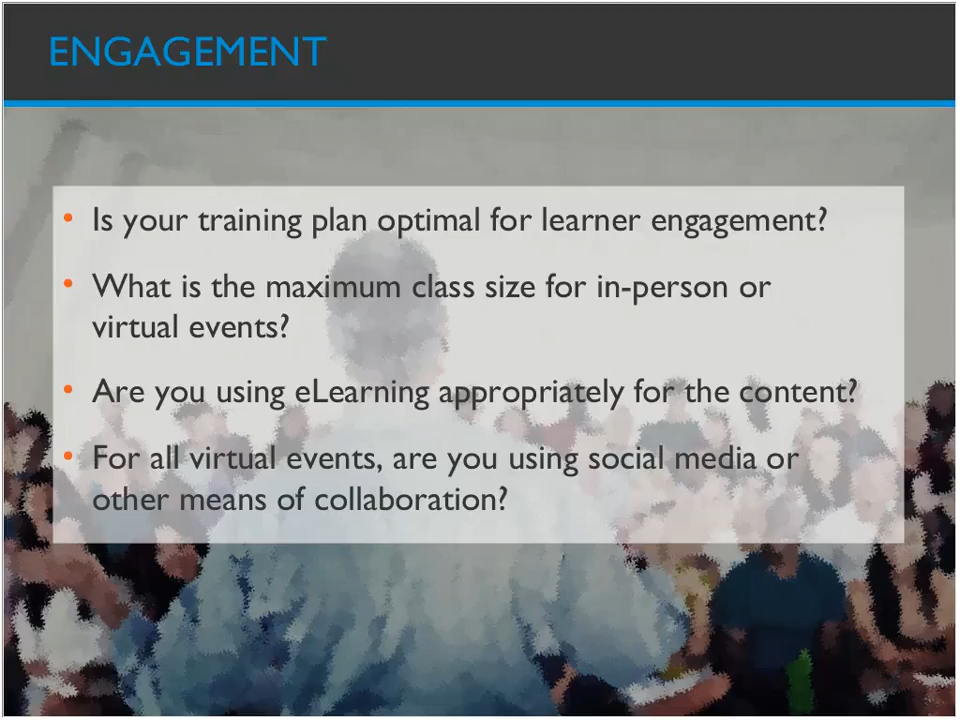 ENGAGEMENT
• Is your training plan optimal for learner engagement?
• What is the maximum class size for in-person or
virtual events?
• Are you using eLearning appropriately for the content?
• For all virtual events, are you using social media or
other means of collaboration?